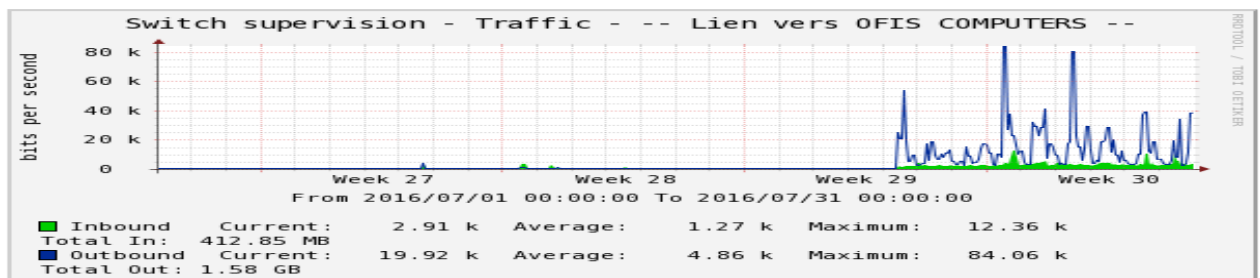 Switch supervision - Traffic - -- Lien vers OFIS COMPUTERS --
RRDTOOL / TOBI OETIKER
bits per second
80 k
60 k
40 k
20 k
0
Week 27 Week 28 Week 29 Week 30
From 2016/07/01 00:00:00 To 2016/07/31 00:00:00
Inbound Current: 2.91 k Average: 1.27 k Maximum: 12.36 k
Total In: 412.85 MB
Outbound Current: 19.92 k Average: 4.86 k Maximum: 84.06 k
Total Out: 1.58 GB